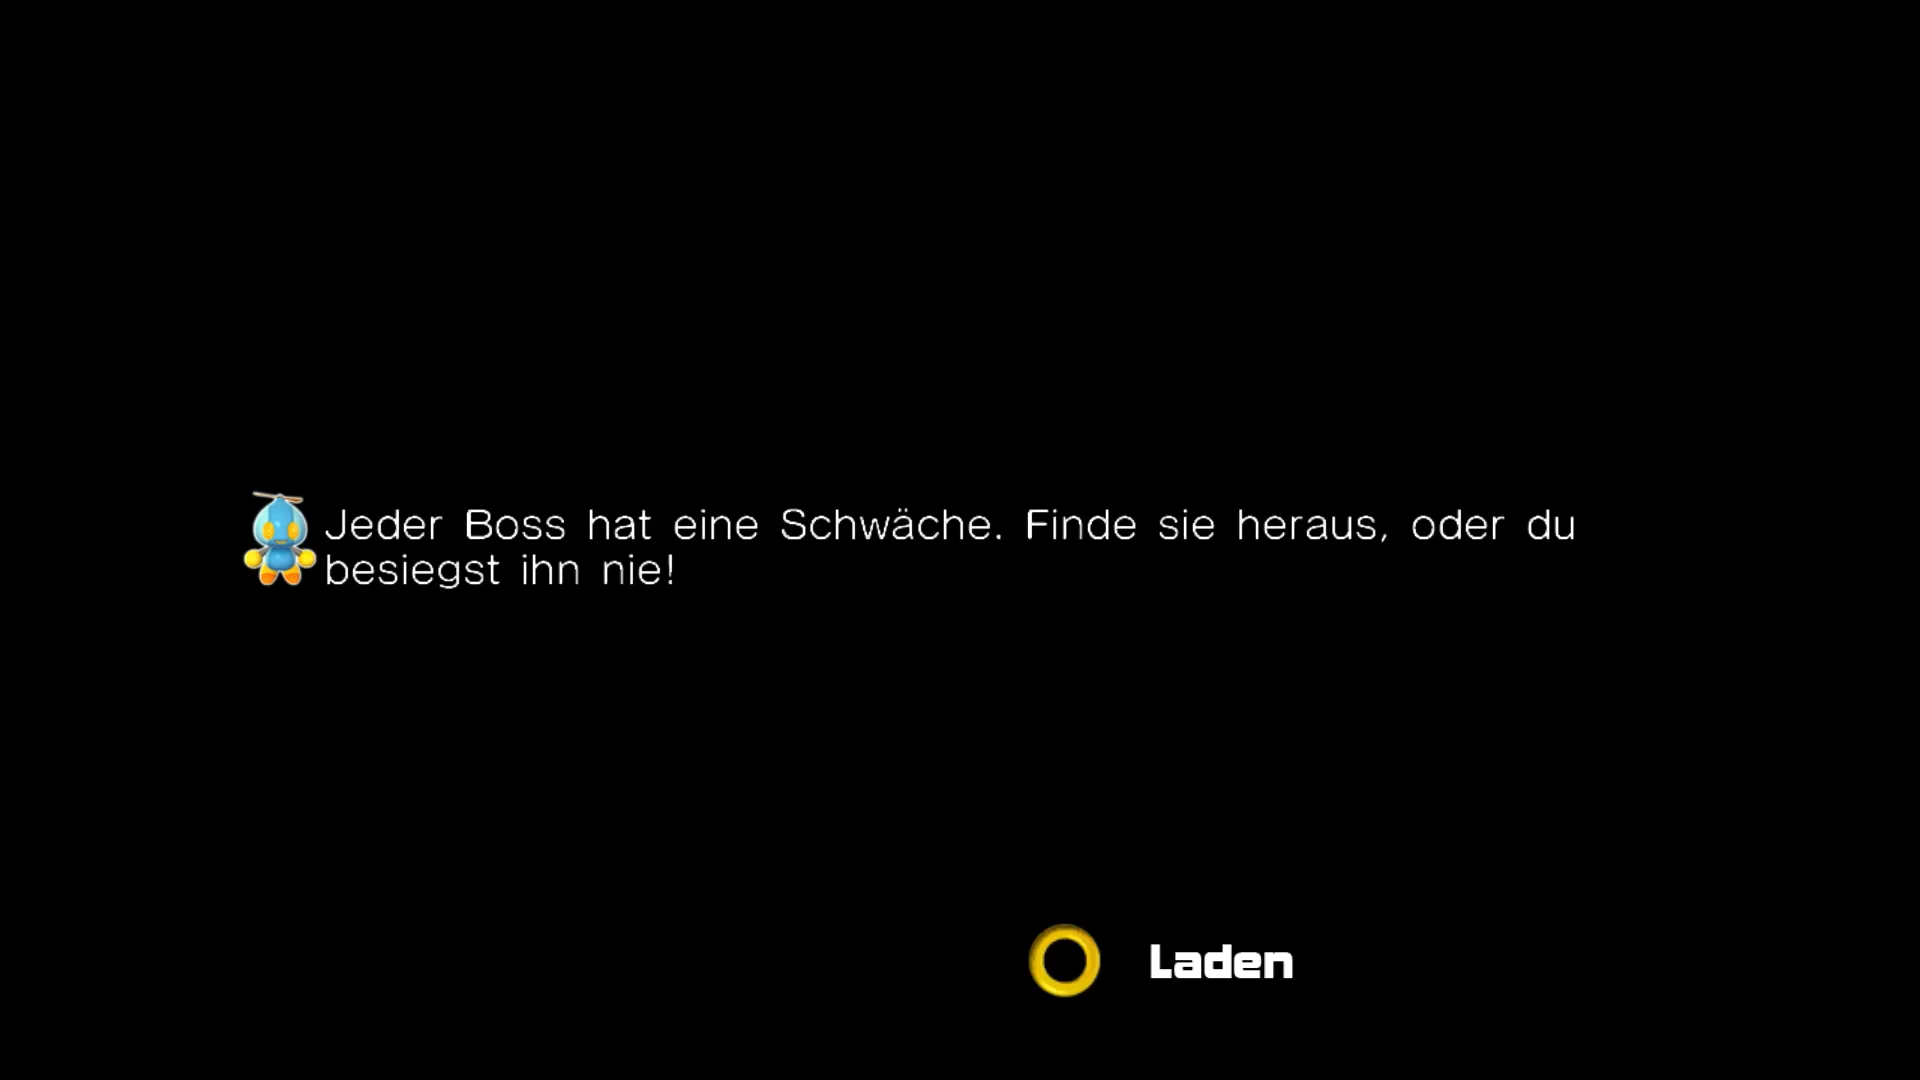 Jeder Boss hat eine Schwäche. Finde sie heraus, oder du
besiegst ihn nie!
Laden